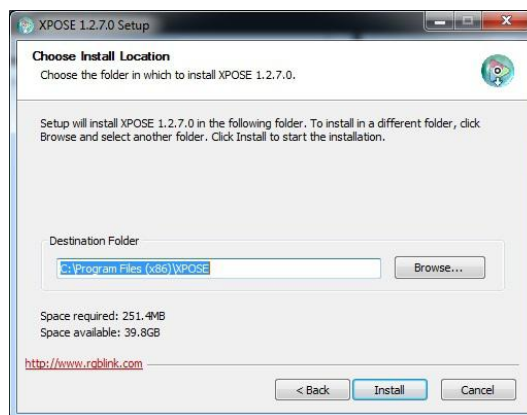 XPOSE 1.2.7.0 Setup
Choose Install Location
Choose the folder in which to install XPOSE 1.2.7.0.
Setup will install XPOSE 1.2.7.0 in the following folder. To install in a different folder, click
Browse and select another folder. Click Install to start the installation.
Destination Folder
C:\Program Files (x86)\XPOSE
Browse...
Space required: 251.4MB
Space available: 39.8GB
http://www.rgblink.com
< Back
Install
Cancel